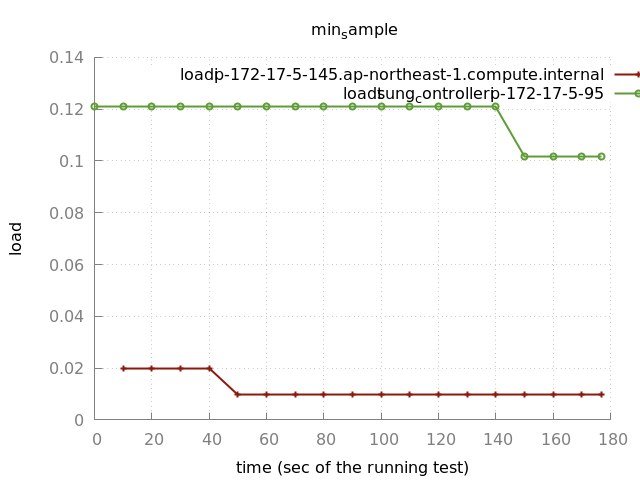 minsample
0.14
loadip-172-17-5-145.ap-northeast-1.compute.internal
loadtsung_controllerip-172-17-5-95
0.12
0.1
0.08
load
0.06
0.04
0.02
0
0 20 40 60 80 100 120 140 160 180
time (sec of the running test)